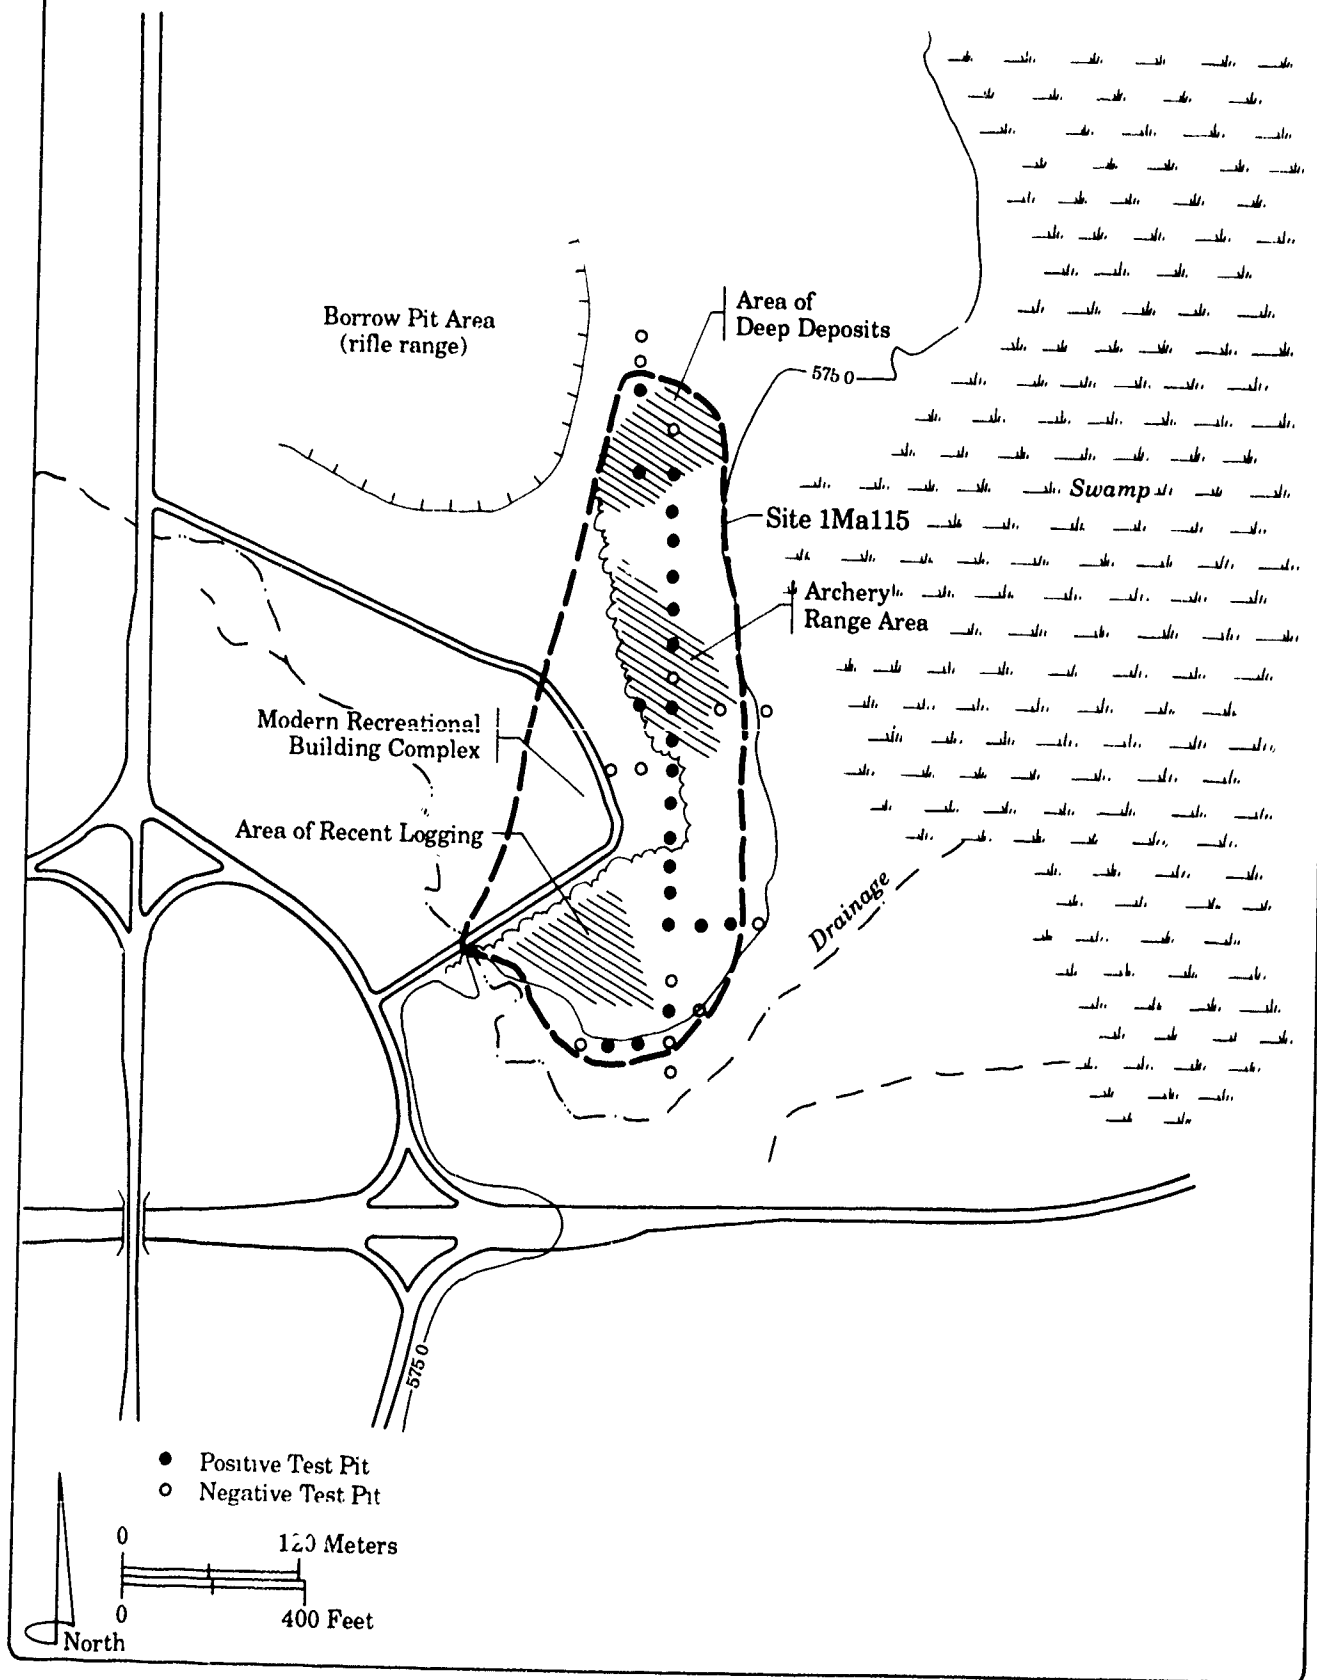 Area of
Deep Deposits
Borrow Pit Area
(rifle range)
575 0
Swamp
Site 1Ma115
Archery
Range Area
Modern Recreational
Building Complex
Area of Recent Logging
Drainage
575 0
Positive Test Pit
Negative Test Pit
0
120 Meters
0
400 Feet
North